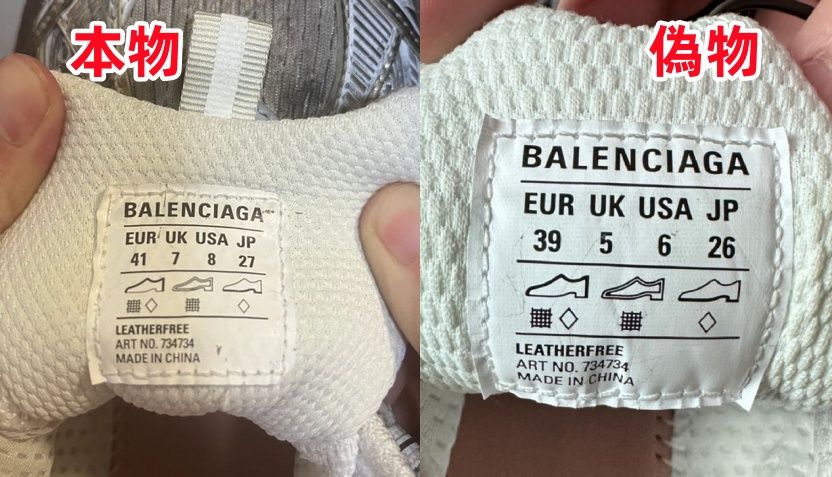 本物
BALENCIAGA
EUR UK USA JP
41 7 8 27
LEATHERFREE
ART NO. 734734
MADE IN CHINA
偽物
BALENCIAGA
EUR UK USA JP
39 5 6 26
LEATHERFREE
ART NO. 734734
MADE IN CHINA